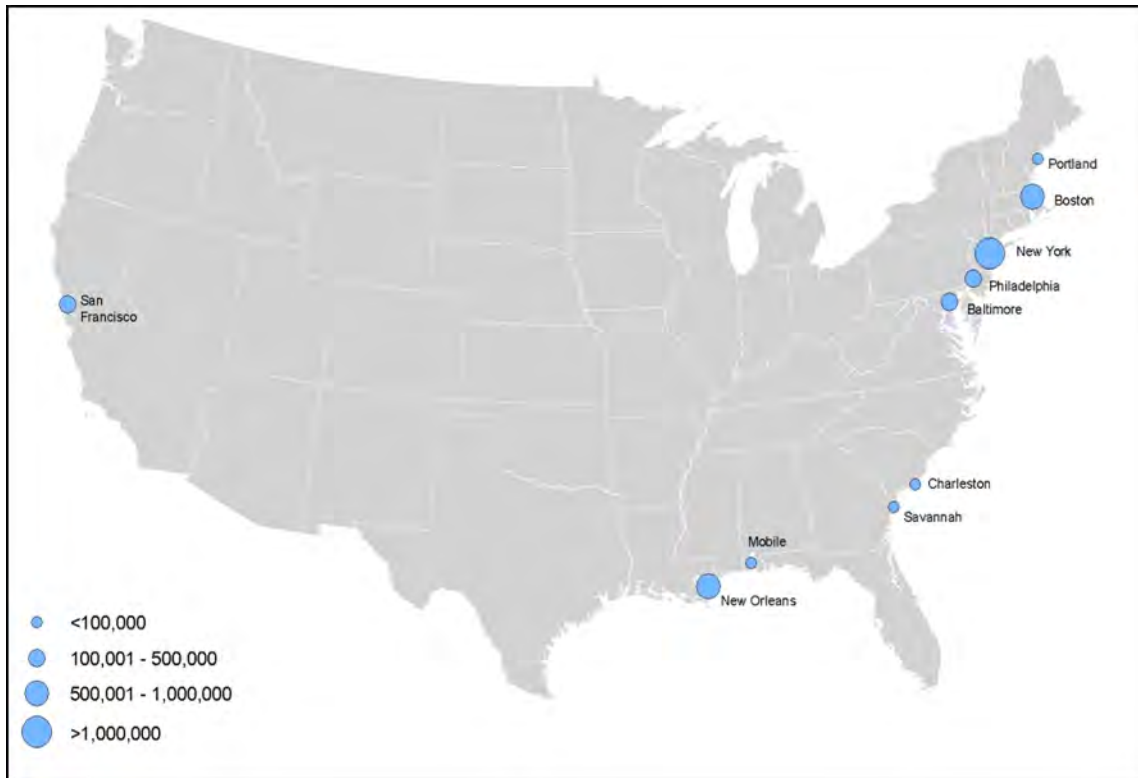 Portland
Boston
New York
Philadelphia
Baltimore
San
Francisco
Charleston
Savannah
Mobile
New Orleans
<100,000
100,001 - 500,000
500,001 - 1,000,000
>1,000,000